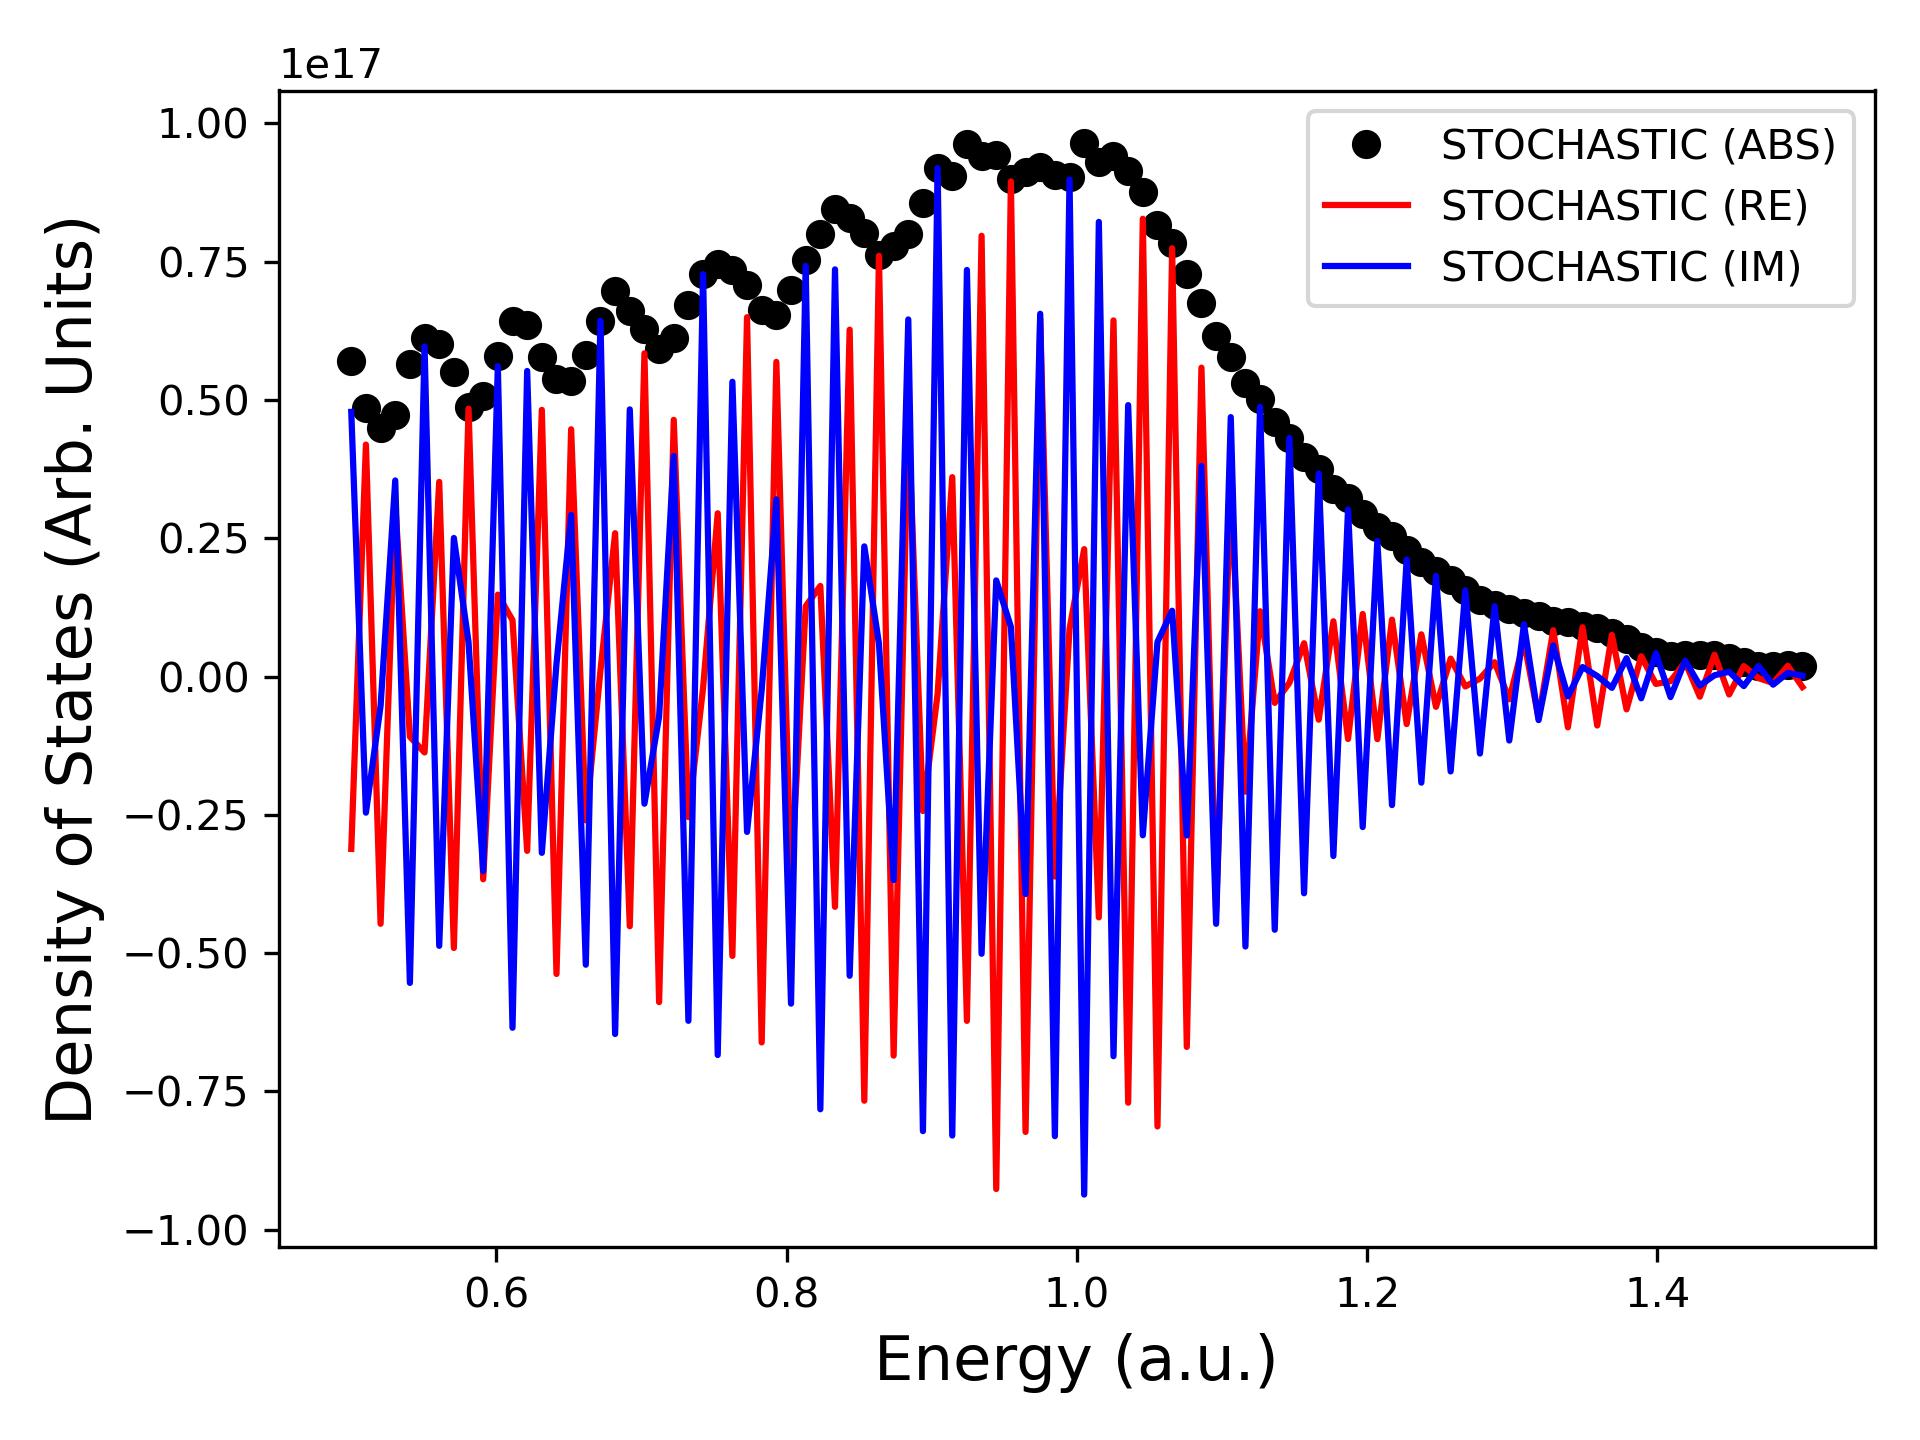 1e17
1.00
0.75
0.50
0.25
0.00
−0.25
−0.50
−0.75
−1.00
Density of States (Arb. Units)
STOCHASTIC (ABS)
STOCHASTIC (RE)
STOCHASTIC (IM)
0.6 0.8 1.0 1.2 1.4
Energy (a.u.)